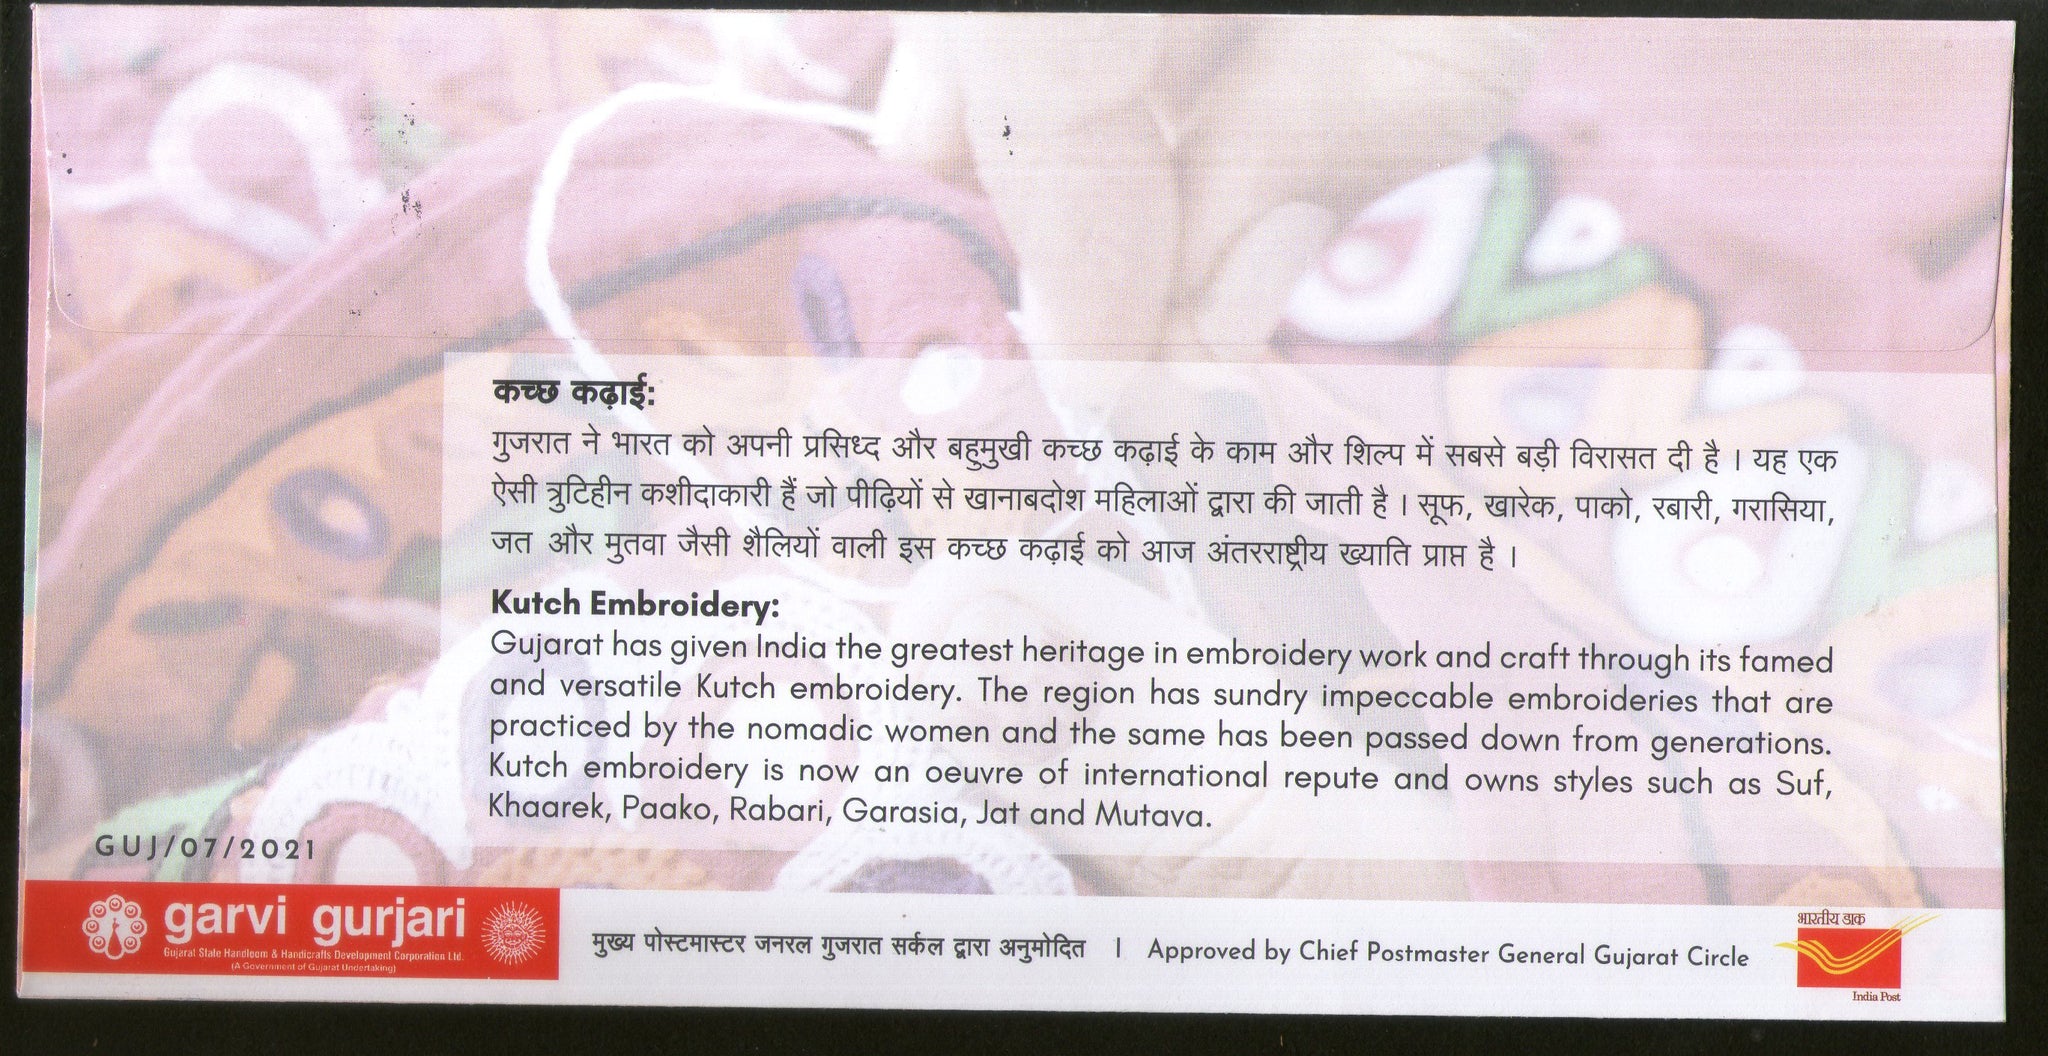 कच्छ कढ़ाई:
गुजरात ने भारत को अपनी प्रसिध्द और बहुमुखी कच्छ कढ़ाई के काम और शिल्प में सबसे बड़ी विरासत दी है । यह एक
ऐसी त्रुटिहीन कशीदाकारी हैं जो पीढ़ियों से खानाबदोश महिलाओं द्वारा की जाती है । सूफ, खारेक, पाको, रबारी, गरासिया,
जत और मुतवा जैसी शैलियों वाली इस कच्छ कढ़ाई को आज अंतरराष्ट्रीय ख्याति प्राप्त है ।
Kutch Embroidery:
Gujarat has given India the greatest heritage in embroidery work and craft through its famed
and versatile Kutch embroidery. The region has sundry impeccable embroideries that are
practiced by the nomadic women and the same has been passed down from generations.
Kutch embroidery is now an oeuvre of international repute and owns styles such as Suf,
Khaarek, Paako, Rabari, Garasia, Jat and Mutava.
GUJ/07/2021
garvi gurjari
Gujarat State Handloom & Handicrafts Development Corporation Ltd.
(A Government of Gujarat Undertaking)
मुख्य पोस्टमास्टर जनरल गुजरात सर्कल द्वारा अनुमोदित | Approved by Chief Postmaster General Gujarat Circle
भारतीय डाक
India Post